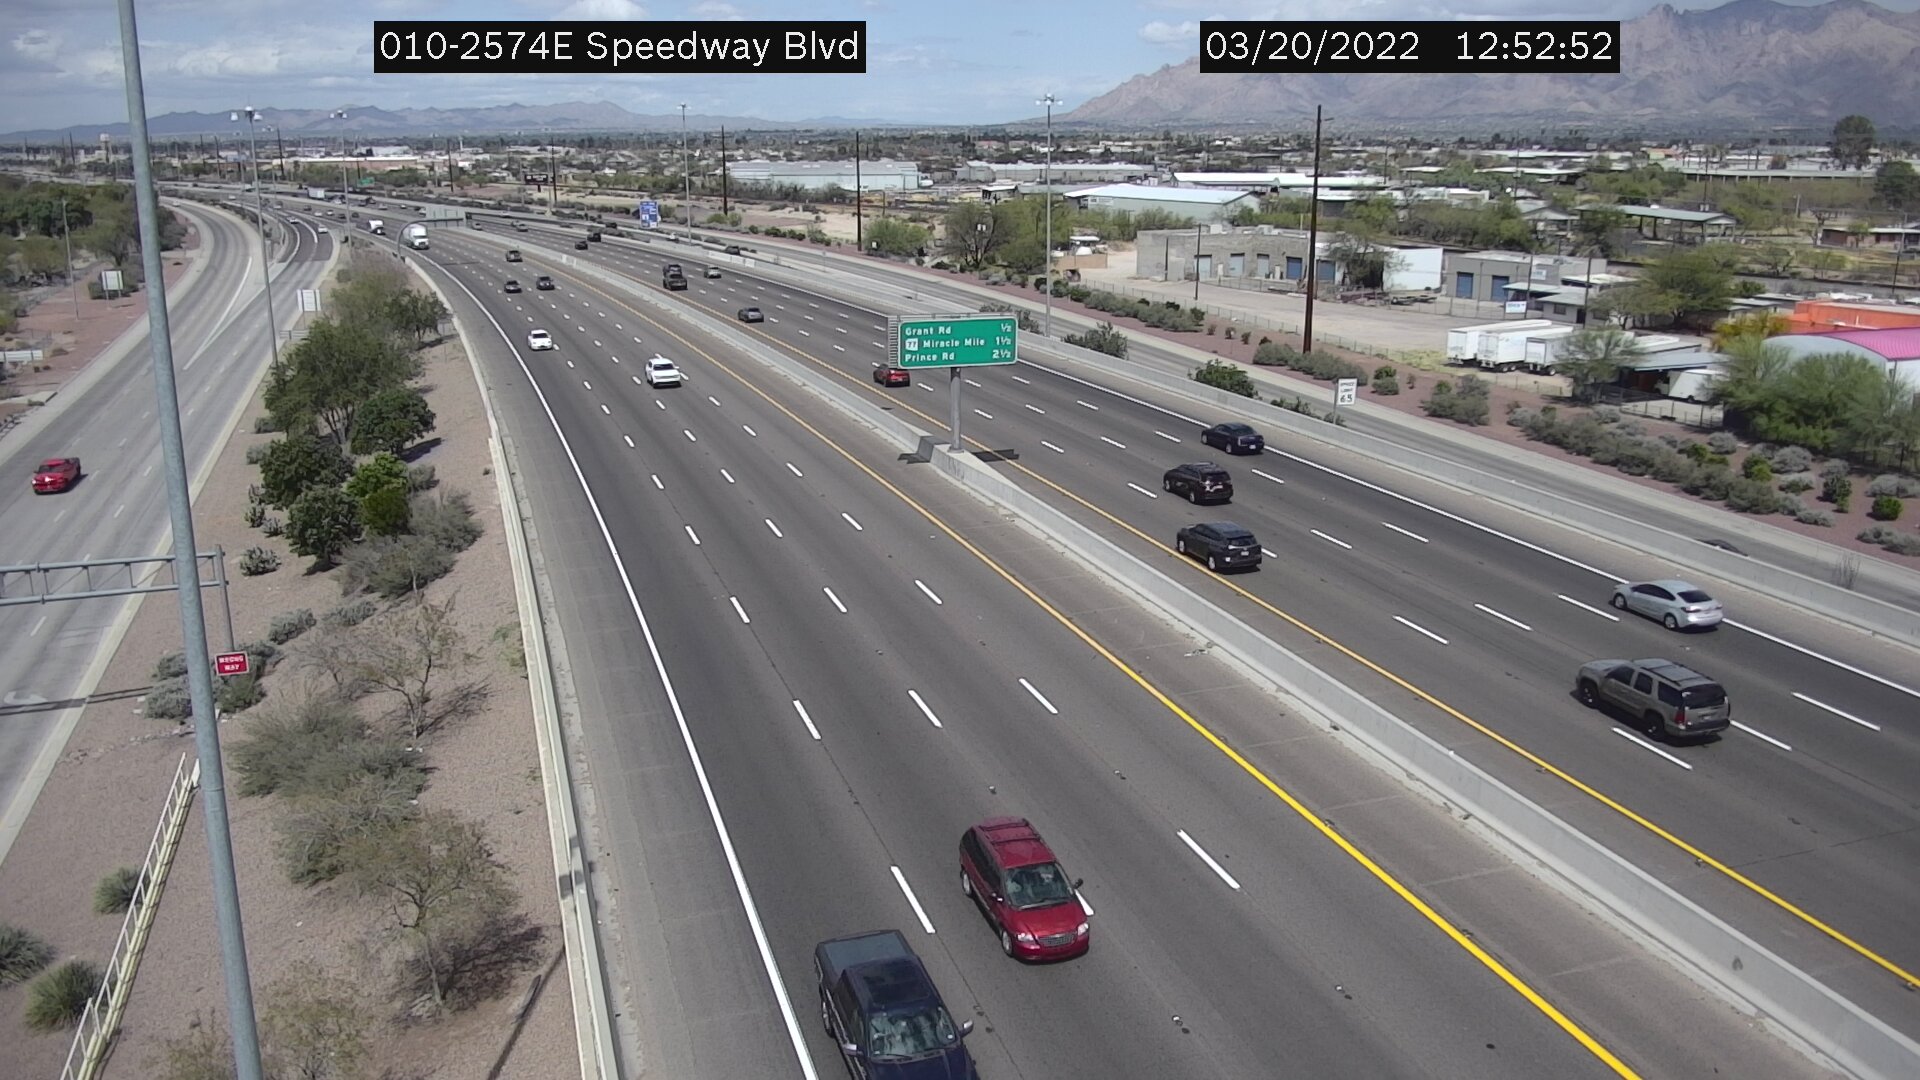 010-2574E Speedway Blvd
03/20/2022 12:52:52
Grant Rd ½
77 Miracle Mile 1½
Prince Rd 2½
SPEED
LIMIT
65
WRONG
WAY